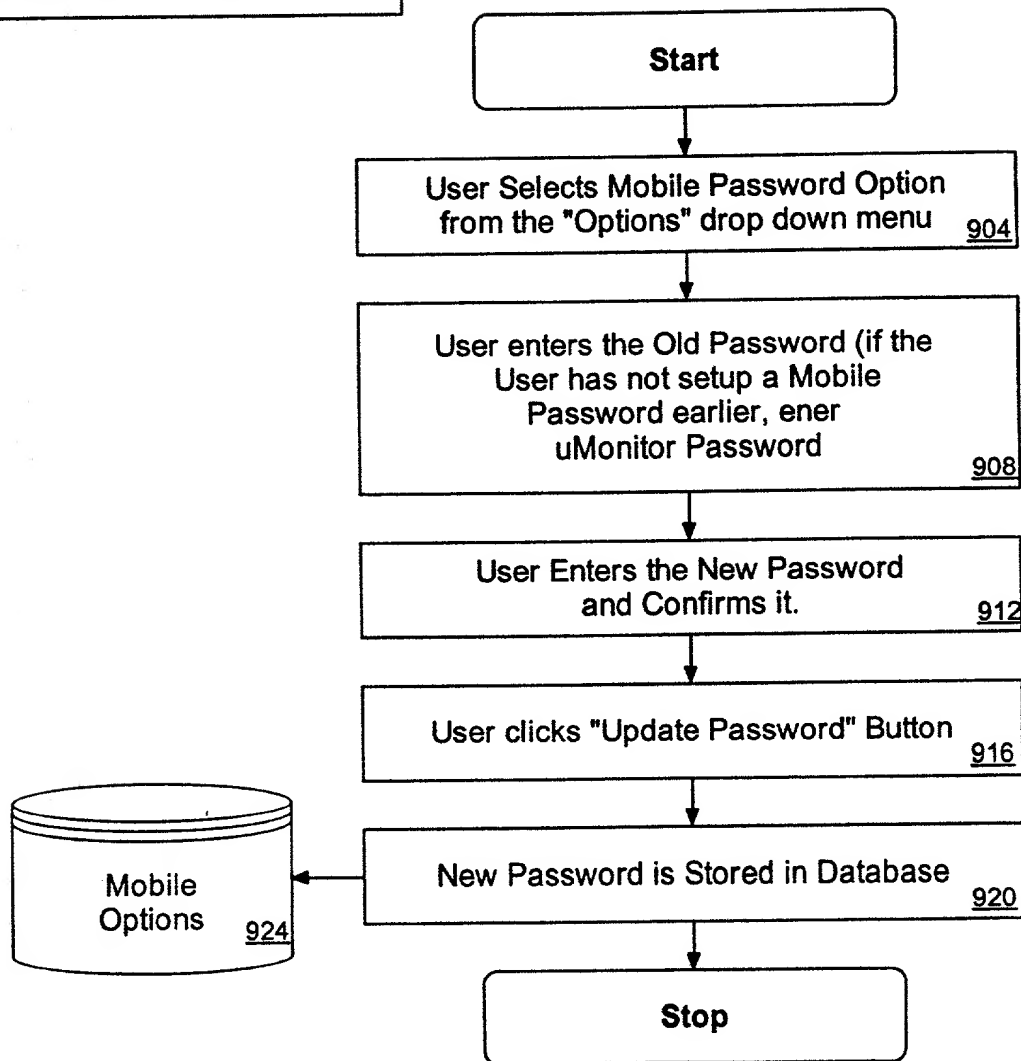 Start
User Selects Mobile Password Option
from the "Options" drop down menu
904
User enters the Old Password (if the
User has not setup a Mobile
Password earlier, ener
uMonitor Password
908
User Enters the New Password
and Confirms it.
912
User clicks "Update Password" Button
916
New Password is Stored in Database
920
Mobile
Options
924
Stop